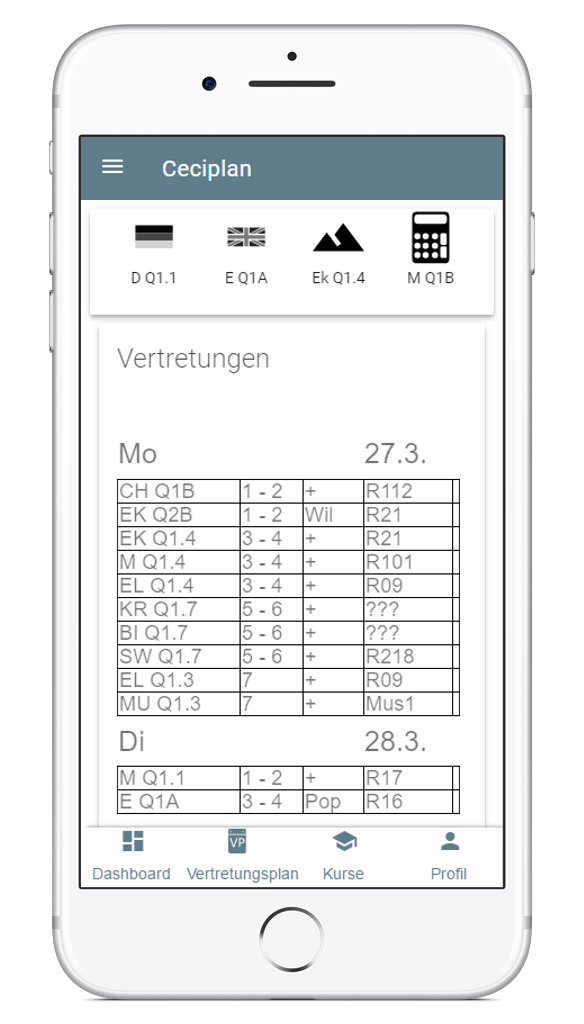 Ceciplan
D Q1.1 E Q1A Ek Q1.4 M Q1B
Vertretungen
Mo 27.3.
CH Q1B 1 - 2 + R112
EK Q2B 1 - 2 Wil R21
EK Q1.4 3 - 4 + R21
M Q1.4 3 - 4 + R101
EL Q1.4 3 - 4 + R09
KR Q1.7 5 - 6 + ???
BI Q1.7 5 - 6 + ???
SW Q1.7 5 - 6 + R218
EL Q1.3 7 + R09
MU Q1.3 7 + Mus1
Di 28.3.
M Q1.1 1 - 2 + R17
E Q1A 3 - 4 Pop R16
VP
Dashboard Vertretungsplan Kurse Profil